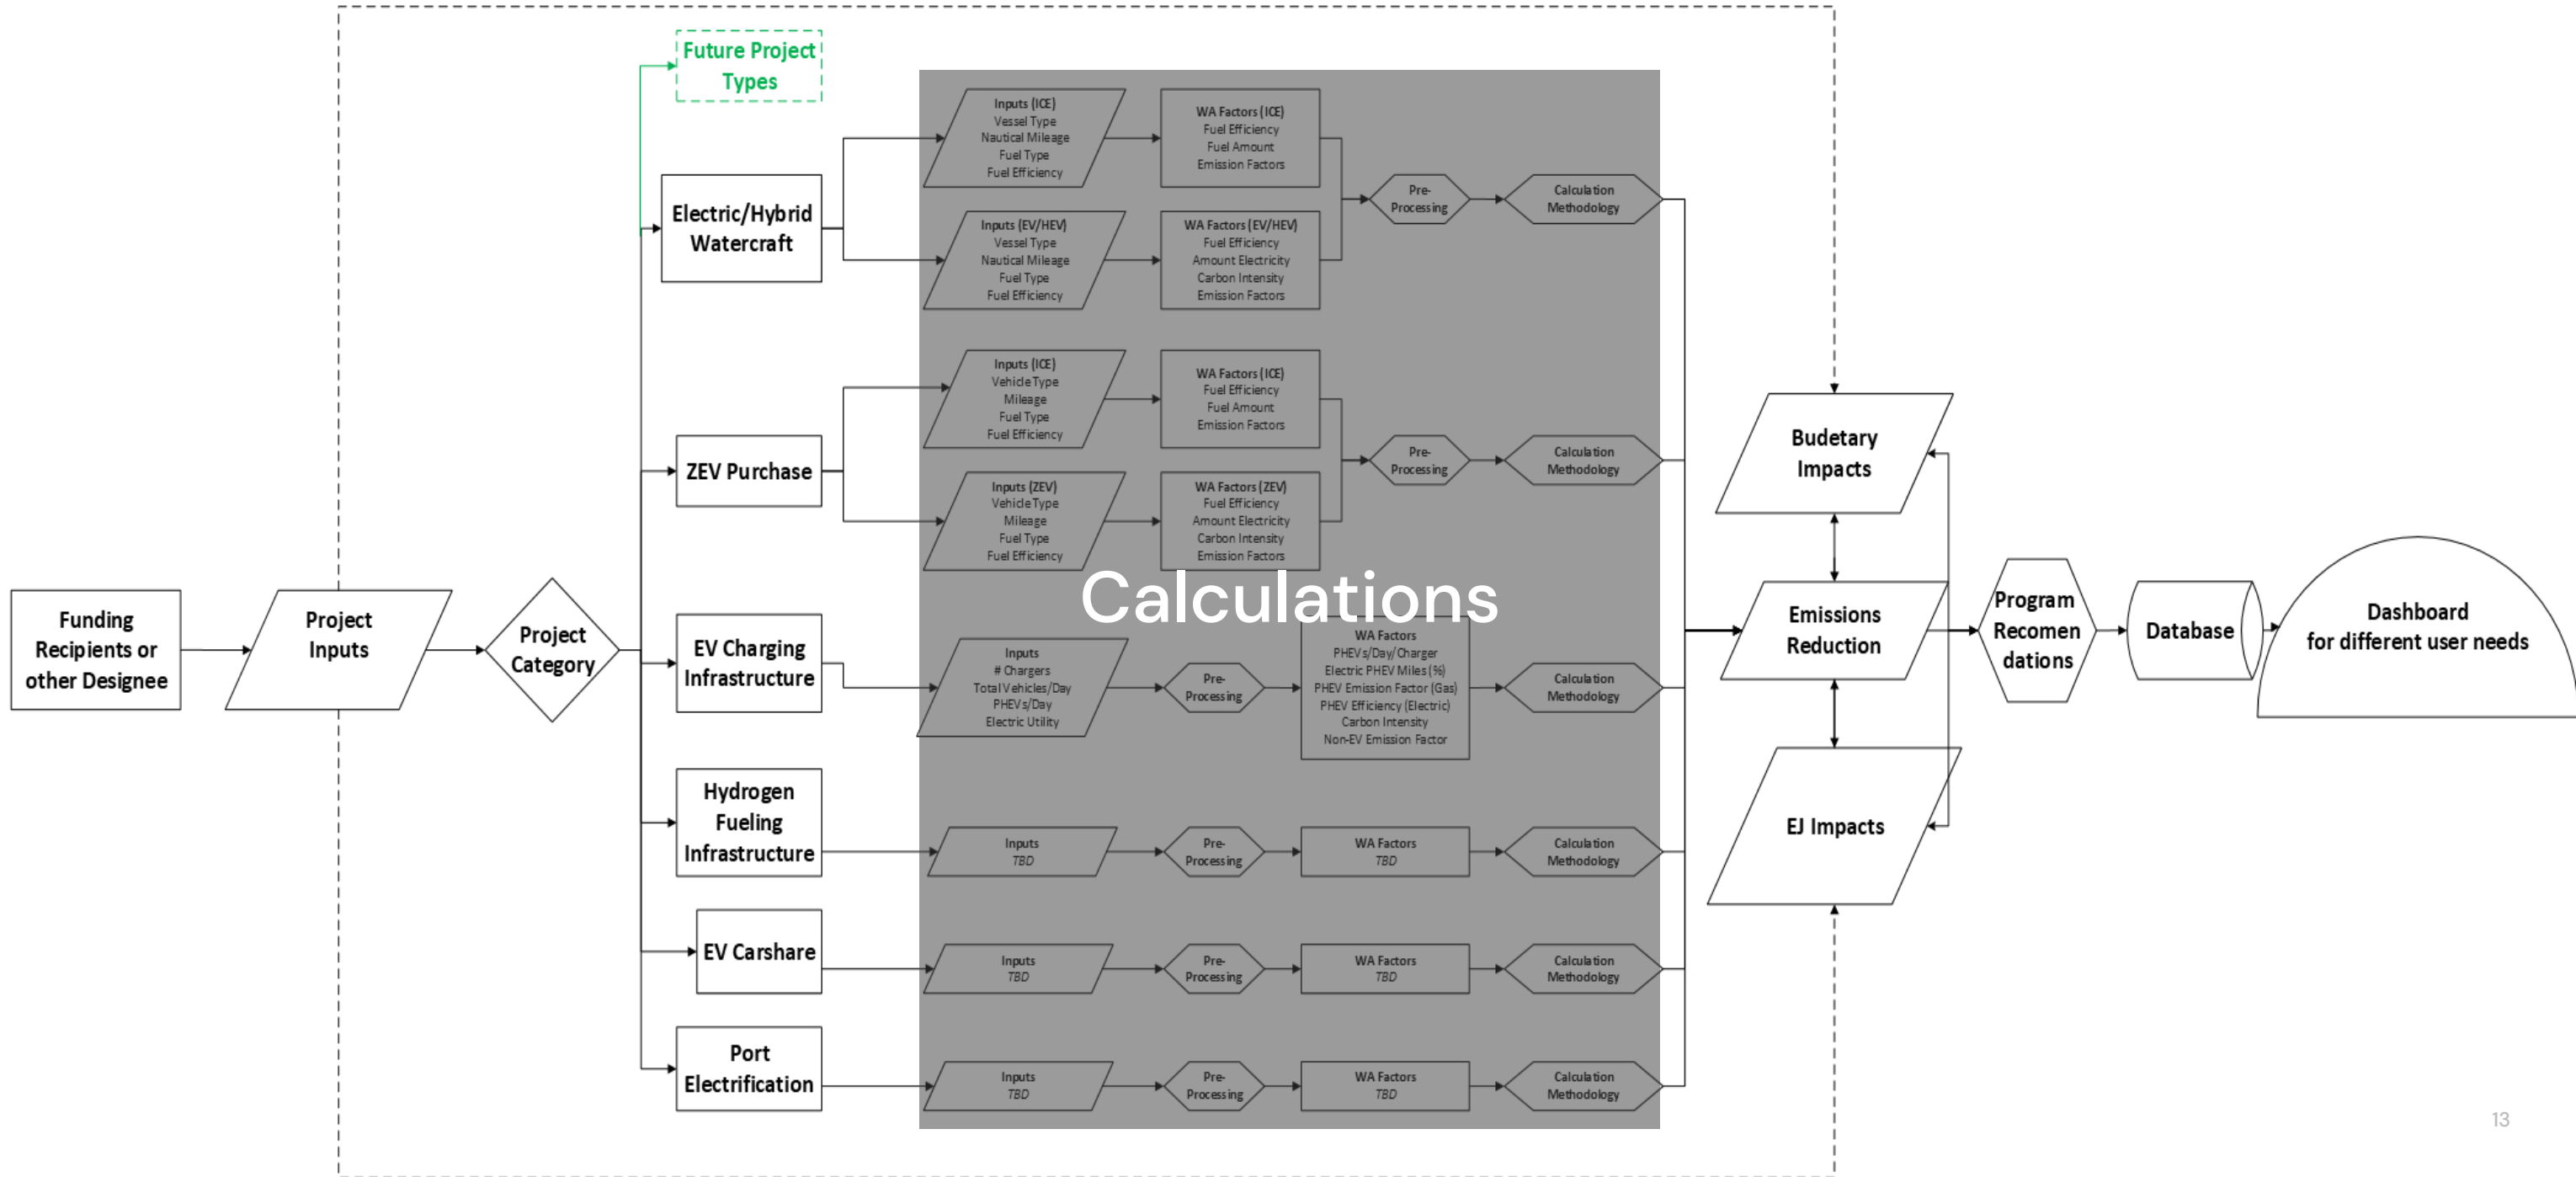 Funding
Recipients or
other Designee
Project
Inputs
Project
Category
Future Project
Types
Electric/Hybrid
Watercraft
ZEV Purchase
EV Charging
Infrastructure
Hydrogen
Fueling
Infrastructure
EV Carshare
Port
Electrification
Inputs (ICE)
Vessel Type
Nautical Mileage
Fuel Type
Fuel Efficiency
WA Factors (ICE)
Fuel Efficiency
Fuel Amount
Emission Factors
Inputs (EV/HEV)
Vessel Type
Nautical Mileage
Fuel Type
Fuel Efficiency
WA Factors (EV/HEV)
Fuel Efficiency
Amount Electricity
Carbon Intensity
Emission Factors
Pre-
Processing
Calculation
Methodology
Inputs (ICE)
Vehicle Type
Mileage
Fuel Type
Fuel Efficiency
WA Factors (ICE)
Fuel Efficiency
Fuel Amount
Emission Factors
Inputs (ZEV)
Vehicle Type
Mileage
Fuel Type
Fuel Efficiency
WA Factors (ZEV)
Fuel Efficiency
Amount Electricity
Carbon Intensity
Emission Factors
Pre-
Processing
Calculation
Methodology
Calculations
Inputs
# Chargers
Total Vehicles/Day
PHEVs/Day
Electric Utility
Pre-
Processing
WA Factors
PHEVs/Day/Charger
Electric PHEV Miles (%)
PHEV Emission Factor (Gas)
PHEV Efficiency (Electric)
Carbon Intensity
Non-EV Emission Factor
Calculation
Methodology
Inputs
TBD
Pre-
Processing
WA Factors
TBD
Calculation
Methodology
Inputs
TBD
Pre-
Processing
WA Factors
TBD
Calculation
Methodology
Inputs
TBD
Pre-
Processing
WA Factors
TBD
Calculation
Methodology
Budetary
Impacts
Emissions
Reduction
EJ Impacts
Program
Recomen
dations
Database
Dashboard
for different user needs
13